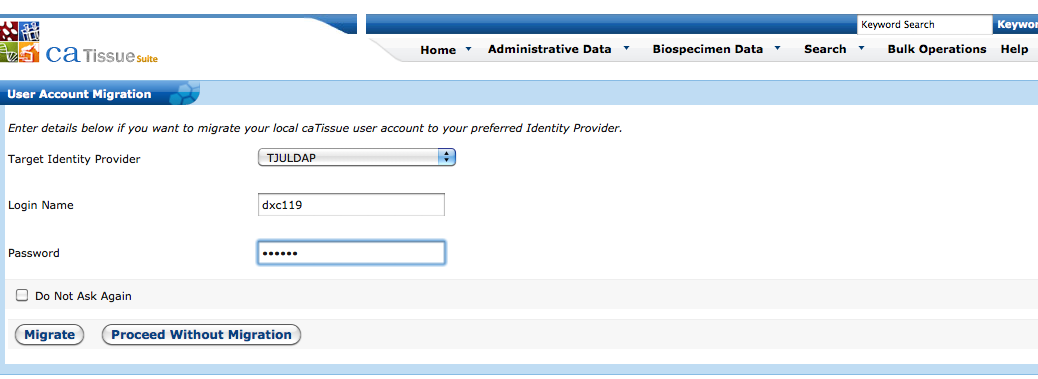 Keyword Search
caTissue Suite
Home Administrative Data Biospecimen Data Search Bulk Operations Help
User Account Migration
Enter details below if you want to migrate your local caTissue user account to your preferred Identity Provider.
Target Identity Provider TJULDAP
Login Name dxc119
Password ••••••
Do Not Ask Again
Migrate Proceed Without Migration